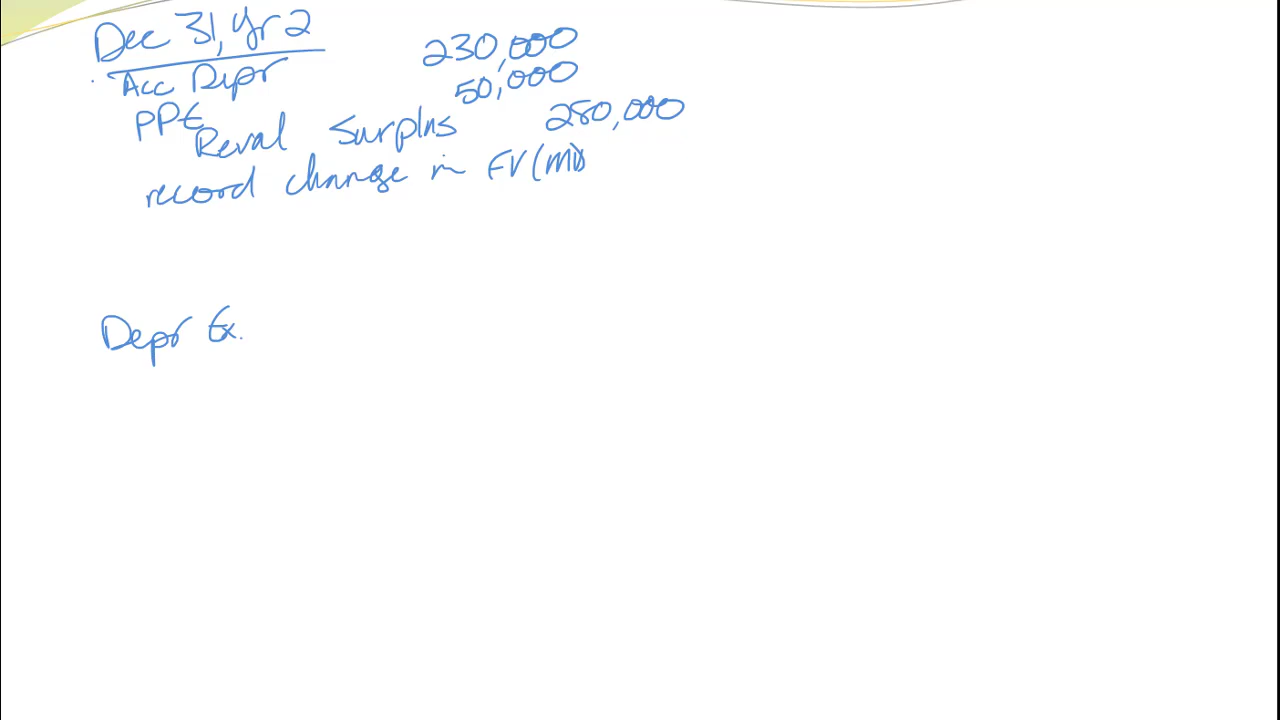 Dec 31, Yr 2
Acc Depr 230,000
PPE 50,000
Reval Surplus 280,000
record change in FV (
Depr Ex.